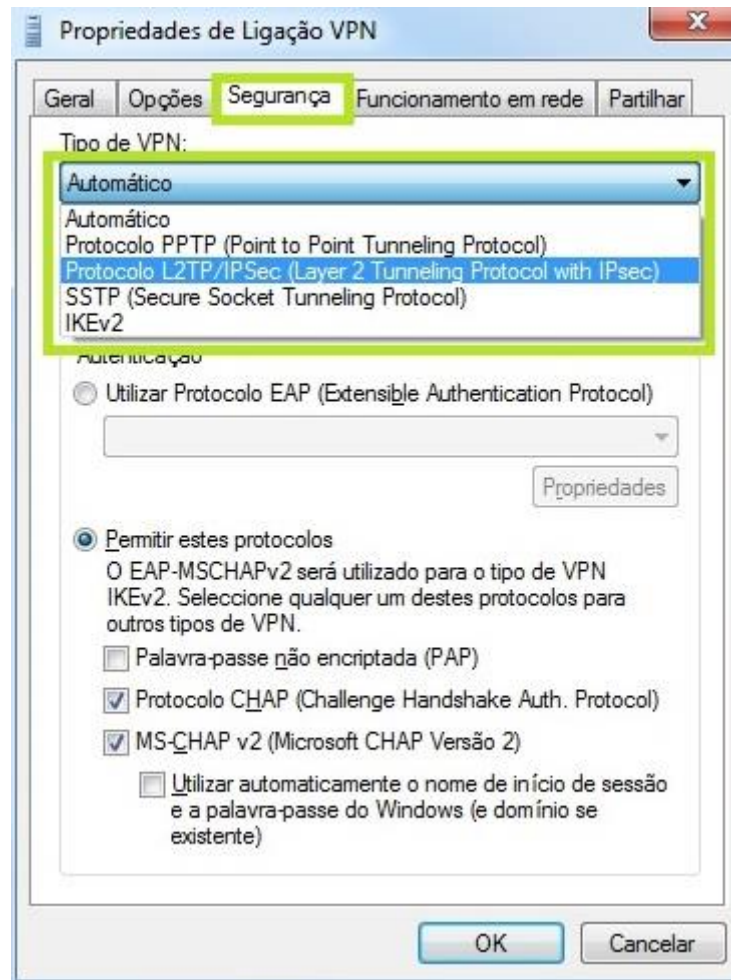 Propriedades de Ligação VPN
Geral Opções Segurança Funcionamento em rede Partilhar
Tipo de VPN:
Automático
Automático
Protocolo PPTP (Point to Point Tunneling Protocol)
Protocolo L2TP/IPSec (Layer 2 Tunneling Protocol with IPsec)
SSTP (Secure Socket Tunneling Protocol)
IKEv2
Autenticação
Utilizar Protocolo EAP (Extensible Authentication Protocol)
Propriedades
Permitir estes protocolos
O EAP-MSCHAPv2 será utilizado para o tipo de VPN
IKEv2. Seleccione qualquer um destes protocolos para
outros tipos de VPN.
Palavra-passe não encriptada (PAP)
Protocolo CHAP (Challenge Handshake Auth. Protocol)
MS-CHAP v2 (Microsoft CHAP Versão 2)
Utilizar automaticamente o nome de início de sessão
e a palavra-passe do Windows (e domínio se
existente)
OK Cancelar